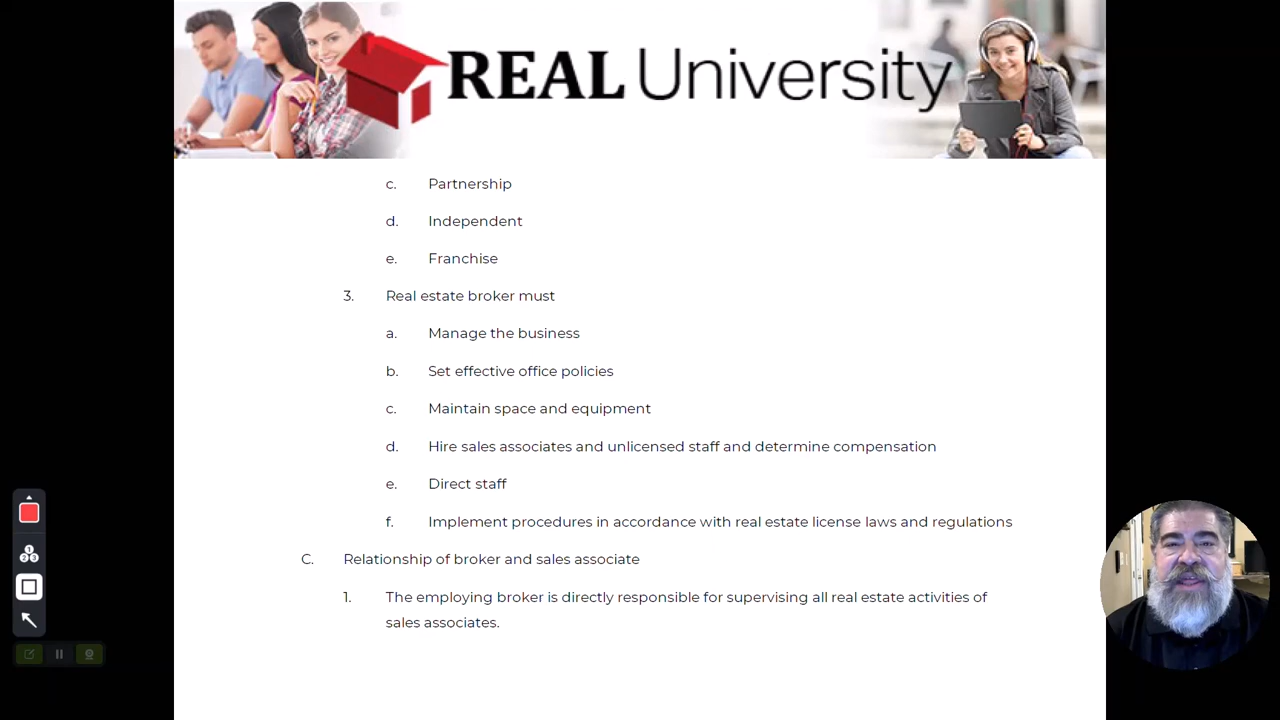 REAL University
c. Partnership
d. Independent
e. Franchise
3. Real estate broker must
a. Manage the business
b. Set effective office policies
c. Maintain space and equipment
d. Hire sales associates and unlicensed staff and determine compensation
e. Direct staff
f. Implement procedures in accordance with real estate license laws and regulations
C. Relationship of broker and sales associate
1. The employing broker is directly responsible for supervising all real estate activities of
sales associates.